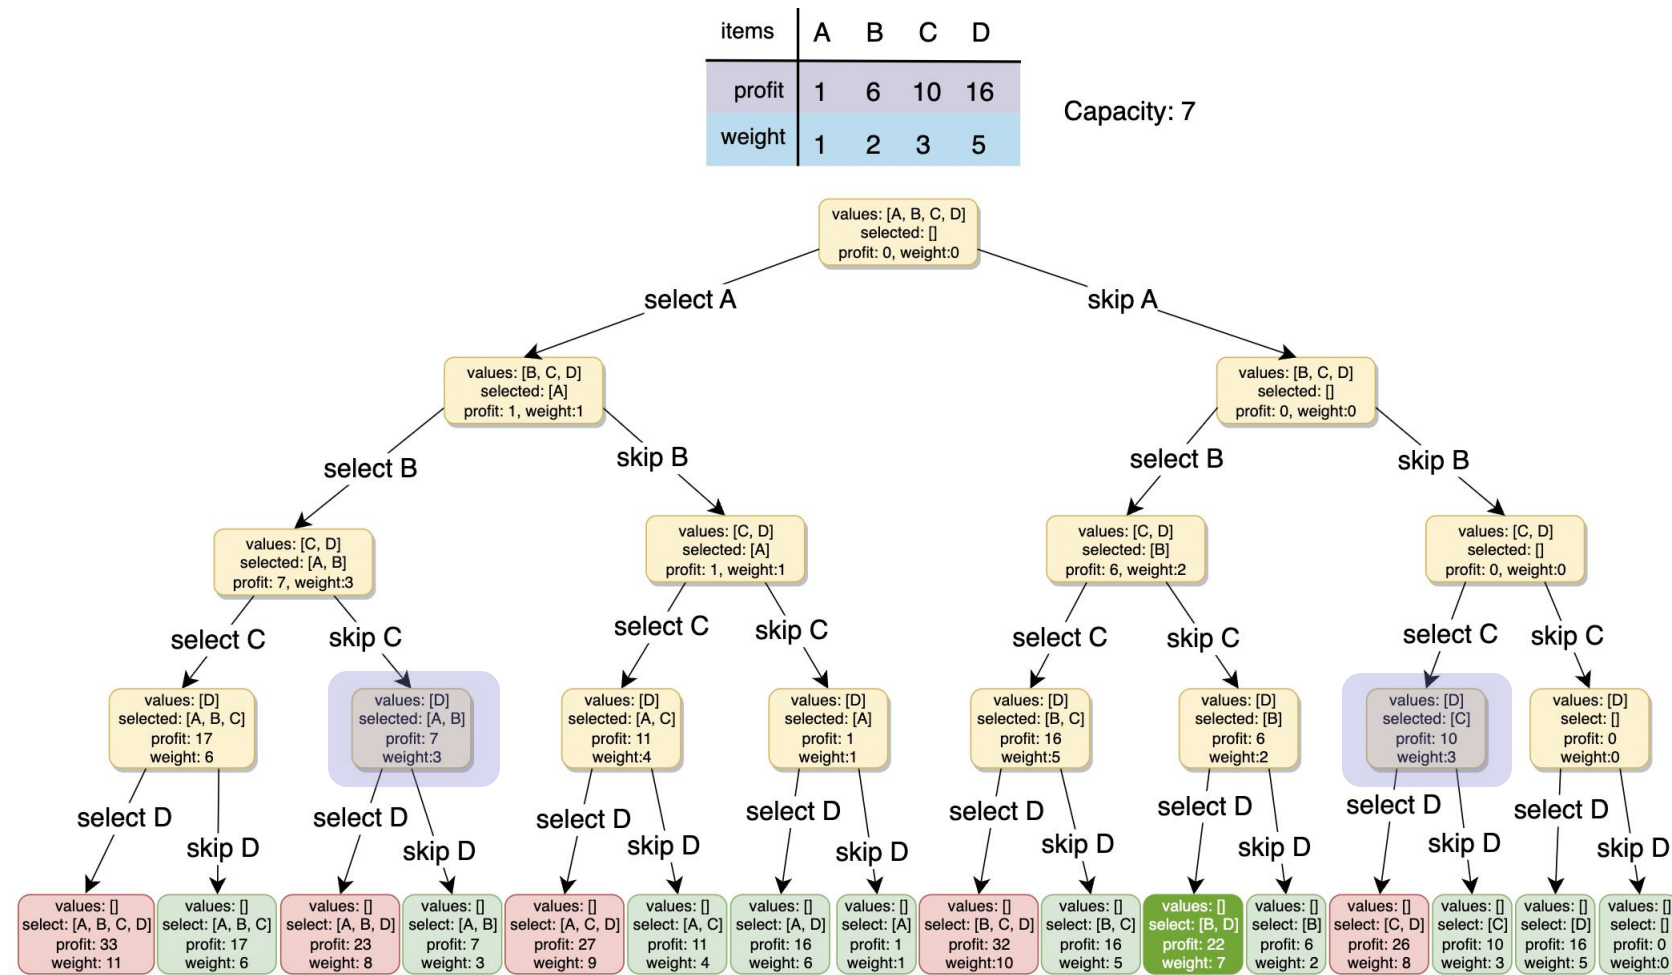 items A B C D
profit 1 6 10 16
weight 1 2 3 5
Capacity: 7
values: [A, B, C, D]
selected: []
profit: 0, weight:0
select A
skip A
values: [B, C, D]
selected: [A]
profit: 1, weight:1
values: [B, C, D]
selected: []
profit: 0, weight:0
select B
skip B
select B
skip B
values: [C, D]
selected: [A, B]
profit: 7, weight:3
values: [C, D]
selected: [A]
profit: 1, weight:1
values: [C, D]
selected: [B]
profit: 6, weight:2
values: [C, D]
selected: []
profit: 0, weight:0
select C
skip C
select C
skip C
select C
skip C
select C
skip C
values: [D]
selected: [A, B, C]
profit: 17
weight: 6
values: [D]
selected: [A, B]
profit: 7
weight:3
values: [D]
selected: [A, C]
profit: 11
weight:4
values: [D]
selected: [A]
profit: 1
weight:1
values: [D]
selected: [B, C]
profit: 16
weight:5
values: [D]
selected: [B]
profit: 6
weight:2
values: [D]
selected: [C]
profit: 10
weight:3
values: [D]
select: []
profit: 0
weight:0
select D
skip D
select D
skip D
select D
skip D
select D
skip D
select D
skip D
select D
skip D
select D
skip D
select D
skip D
values: []
select: [A, B, C, D]
profit: 33
weight: 11
values: []
select: [A, B, C]
profit: 17
weight: 6
values: []
select: [A, B, D]
profit: 23
weight: 8
values: []
select: [A, B]
profit: 7
weight: 3
values: []
select: [A, C, D]
profit: 27
weight: 9
values: []
select: [A, C]
profit: 11
weight: 4
values: []
select: [A, D]
profit: 16
weight: 6
values: []
select: [A]
profit: 1
weight:1
values: []
select: [B, C, D]
profit: 32
weight:10
values: []
select: [B, C]
profit: 16
weight: 5
values: []
select: [B, D]
profit: 22
weight: 7
values: []
select: [B]
profit: 6
weight: 2
values: []
select: [C, D]
profit: 26
weight: 8
values: []
select: [C]
profit: 10
weight: 3
values: []
select: [D]
profit: 16
weight: 5
values: []
select: []
profit: 0
weight:0